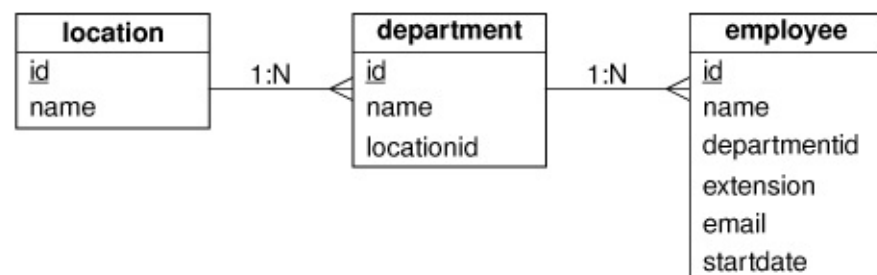 location
id
name
1:N
department
id
name
locationid
1:N
employee
id
name
departmentid
extension
email
startdate